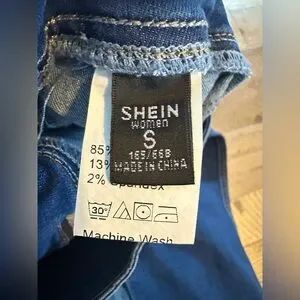 SHEIN
women
S
165/66B
MADE IN CHINA
85%
13%
2% Spandex
30°
Machine Wash